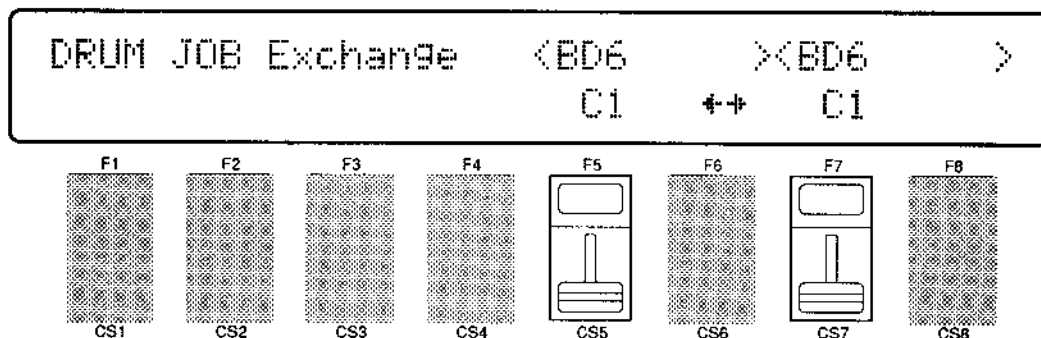 DRUM JOB Exchange <BD6 ><BD6 >
C1 ↔ C1
F1 F2 F3 F4 F5 F6 F7 F8
CS1 CS2 CS3 CS4 CS5 CS6 CS7 CS8